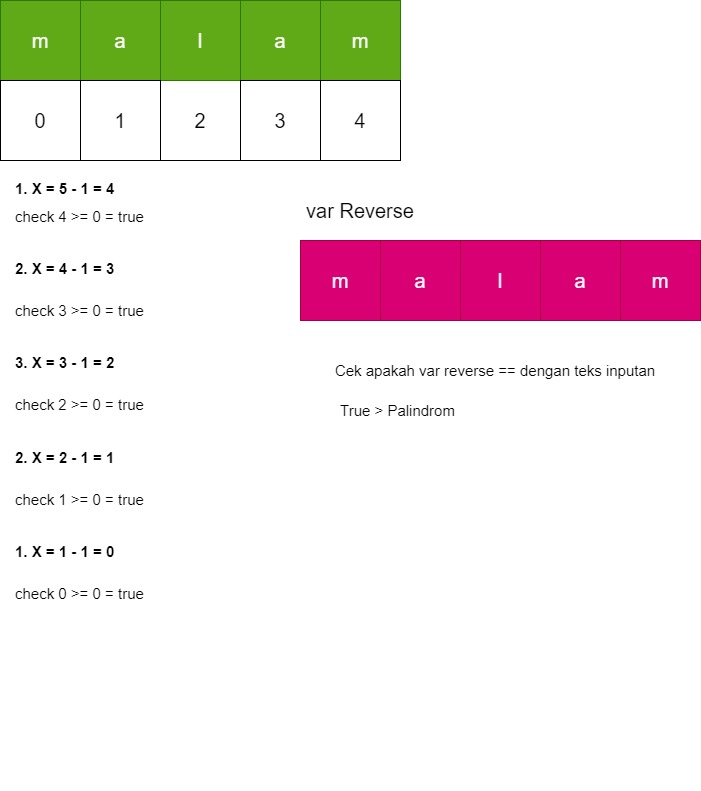 m a l a m
0 1 2 3 4
1. X = 5 - 1 = 4
check 4 >= 0 = true
2. X = 4 - 1 = 3
check 3 >= 0 = true
3. X = 3 - 1 = 2
check 2 >= 0 = true
2. X = 2 - 1 = 1
check 1 >= 0 = true
1. X = 1 - 1 = 0
check 0 >= 0 = true
var Reverse
m a l a m
Cek apakah var reverse == dengan teks inputan
True > Palindrom